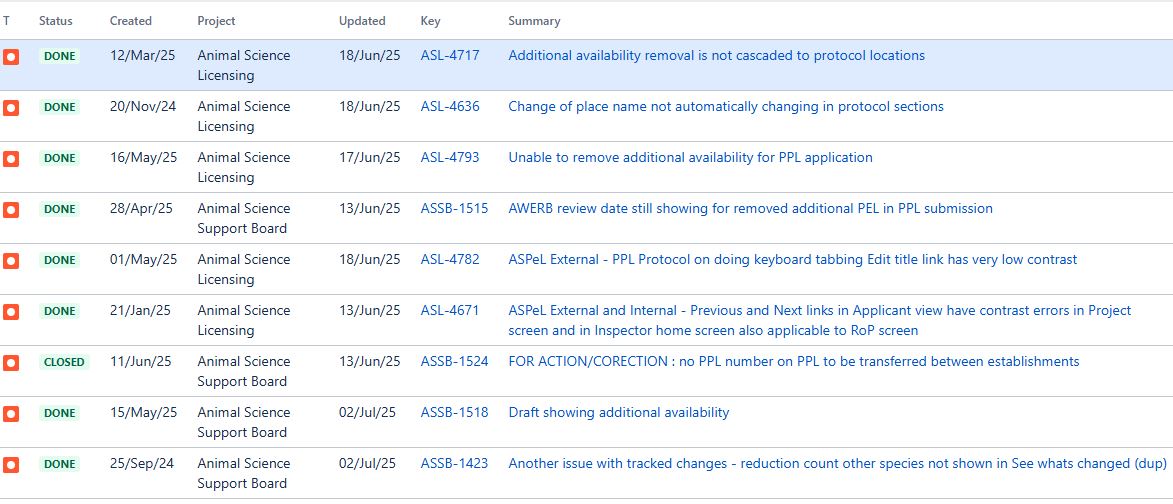 T Status Created Project Updated Key Summary
DONE 12/Mar/25 Animal Science 18/Jun/25 ASL-4717 Additional availability removal is not cascaded to protocol locations
Licensing
DONE 20/Nov/24 Animal Science 18/Jun/25 ASL-4636 Change of place name not automatically changing in protocol sections
Licensing
DONE 16/May/25 Animal Science 17/Jun/25 ASL-4793 Unable to remove additional availability for PPL application
Licensing
DONE 28/Apr/25 Animal Science 13/Jun/25 ASSB-1515 AWERB review date still showing for removed additional PEL in PPL submission
Support Board
DONE 01/May/25 Animal Science 18/Jun/25 ASL-4782 ASPeL External - PPL Protocol on doing keyboard tabbing Edit title link has very low contrast
Licensing
DONE 21/Jan/25 Animal Science 13/Jun/25 ASL-4671 ASPeL External and Internal - Previous and Next links in Applicant view have contrast errors in Project
Licensing screen and in Inspector home screen also applicable to RoP screen
CLOSED 11/Jun/25 Animal Science 13/Jun/25 ASSB-1524 FOR ACTION/CORECTION : no PPL number on PPL to be transferred between establishments
Support Board
DONE 15/May/25 Animal Science 02/Jul/25 ASSB-1518 Draft showing additional availability
Support Board
DONE 25/Sep/24 Animal Science 02/Jul/25 ASSB-1423 Another issue with tracked changes - reduction count other species not shown in See whats changed (dup)
Support Board